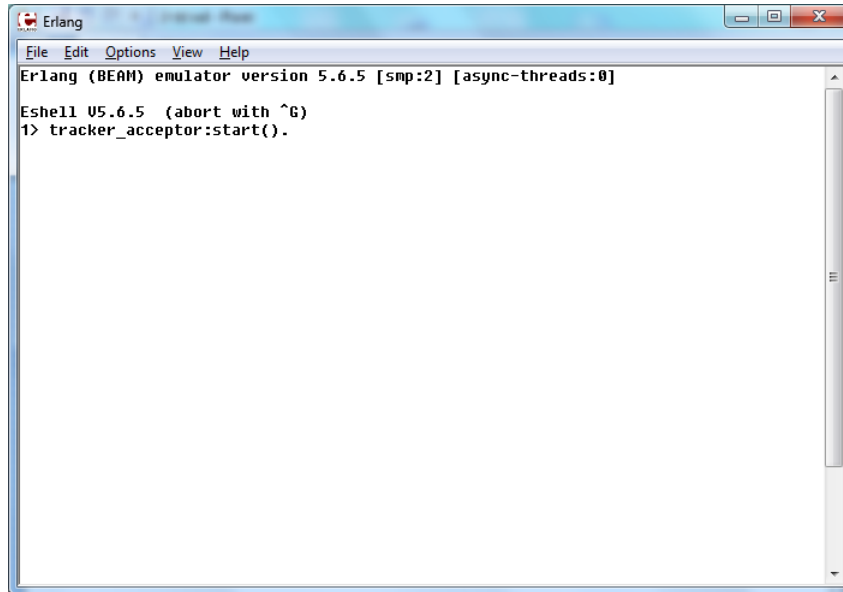 Erlang
File Edit Options View Help
Erlang (BEAM) emulator version 5.6.5 [smp:2] [async-threads:0]
Eshell V5.6.5  (abort with ^G)
1> tracker_acceptor:start().